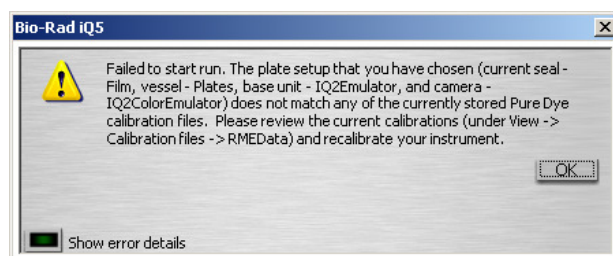 Bio-Rad iQ5
Failed to start run. The plate setup that you have chosen (current seal -
Film, vessel - Plates, base unit - IQ2Emulator, and camera -
IQ2ColorEmulator) does not match any of the currently stored Pure Dye
calibration files. Please review the current calibrations (under View ->
Calibration files -> RMEData) and recalibrate your instrument.
OK
Show error details